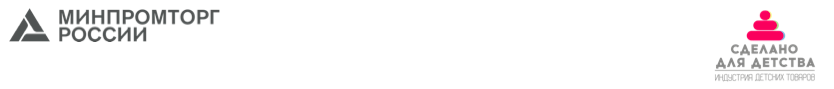 МИНПРОМТОРГ
РОССИИ
СДЕЛАНО
ДЛЯ ДЕТСТВА
ИНДУСТРИЯ ДЕТСКИХ ТОВАРОВ